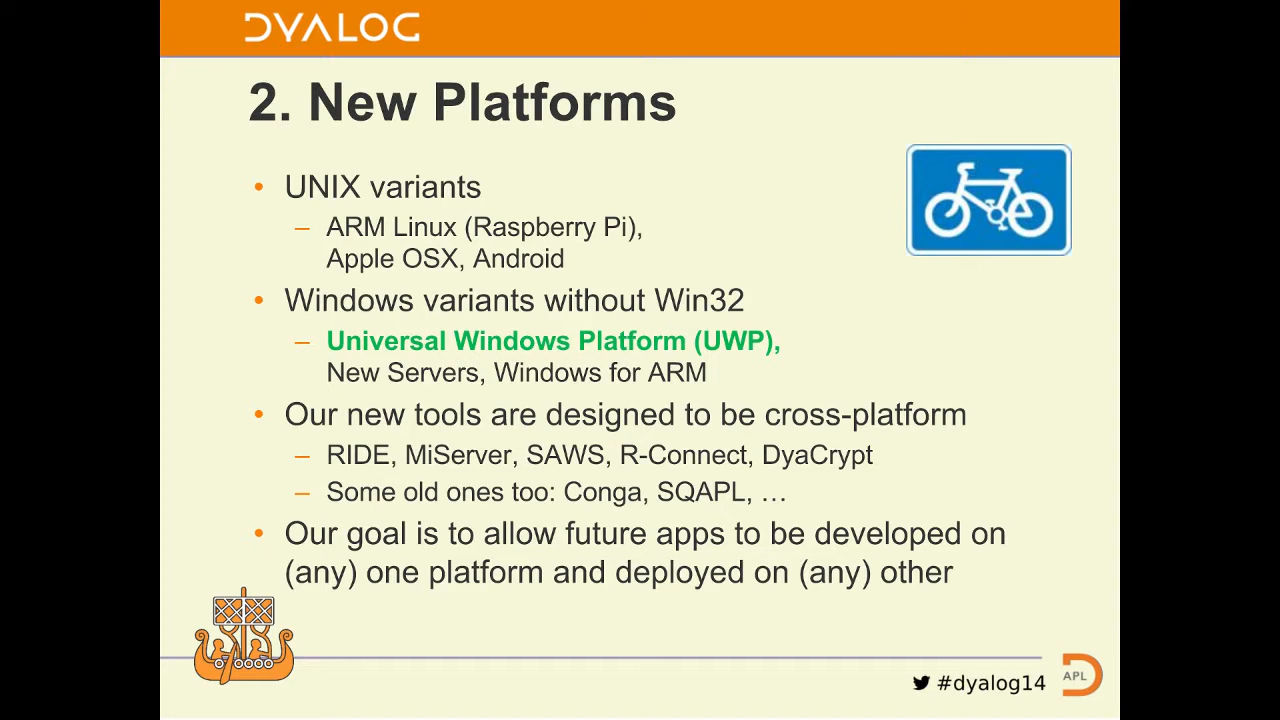 DYALOG
2. New Platforms
• UNIX variants
– ARM Linux (Raspberry Pi),
Apple OSX, Android
• Windows variants without Win32
– Universal Windows Platform (UWP),
New Servers, Windows for ARM
• Our new tools are designed to be cross-platform
– RIDE, MiServer, SAWS, R-Connect, DyaCrypt
– Some old ones too: Conga, SQAPL, …
• Our goal is to allow future apps to be developed on
(any) one platform and deployed on (any) other
#dyalog14
APL